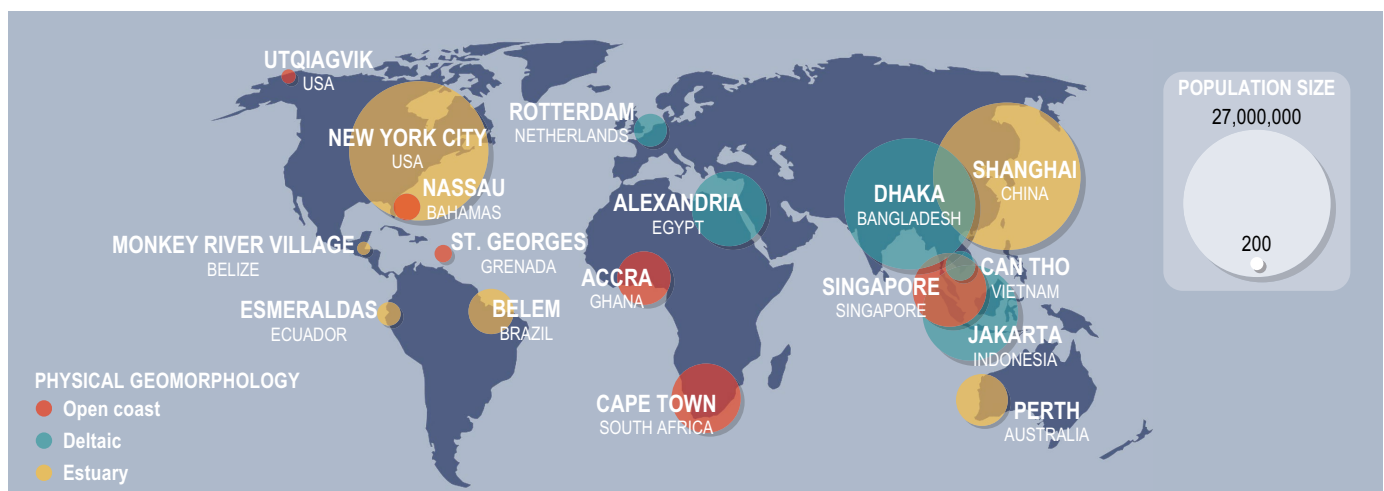 UTQIAGVIK
USA
NEW YORK CITY
USA
NASSAU
BAHAMAS
MONKEY RIVER VILLAGE
BELIZE
ST. GEORGES
GRENADA
ESMERALDAS
ECUADOR
BELEM
BRAZIL
ROTTERDAM
NETHERLANDS
ALEXANDRIA
EGYPT
ACCRA
GHANA
CAPE TOWN
SOUTH AFRICA
DHAKA
BANGLADESH
SHANGHAI
CHINA
CAN THO
VIETNAM
SINGAPORE
SINGAPORE
JAKARTA
INDONESIA
PERTH
AUSTRALIA
POPULATION SIZE
27,000,000
200
PHYSICAL GEOMORPHOLOGY
Open coast
Deltaic
Estuary